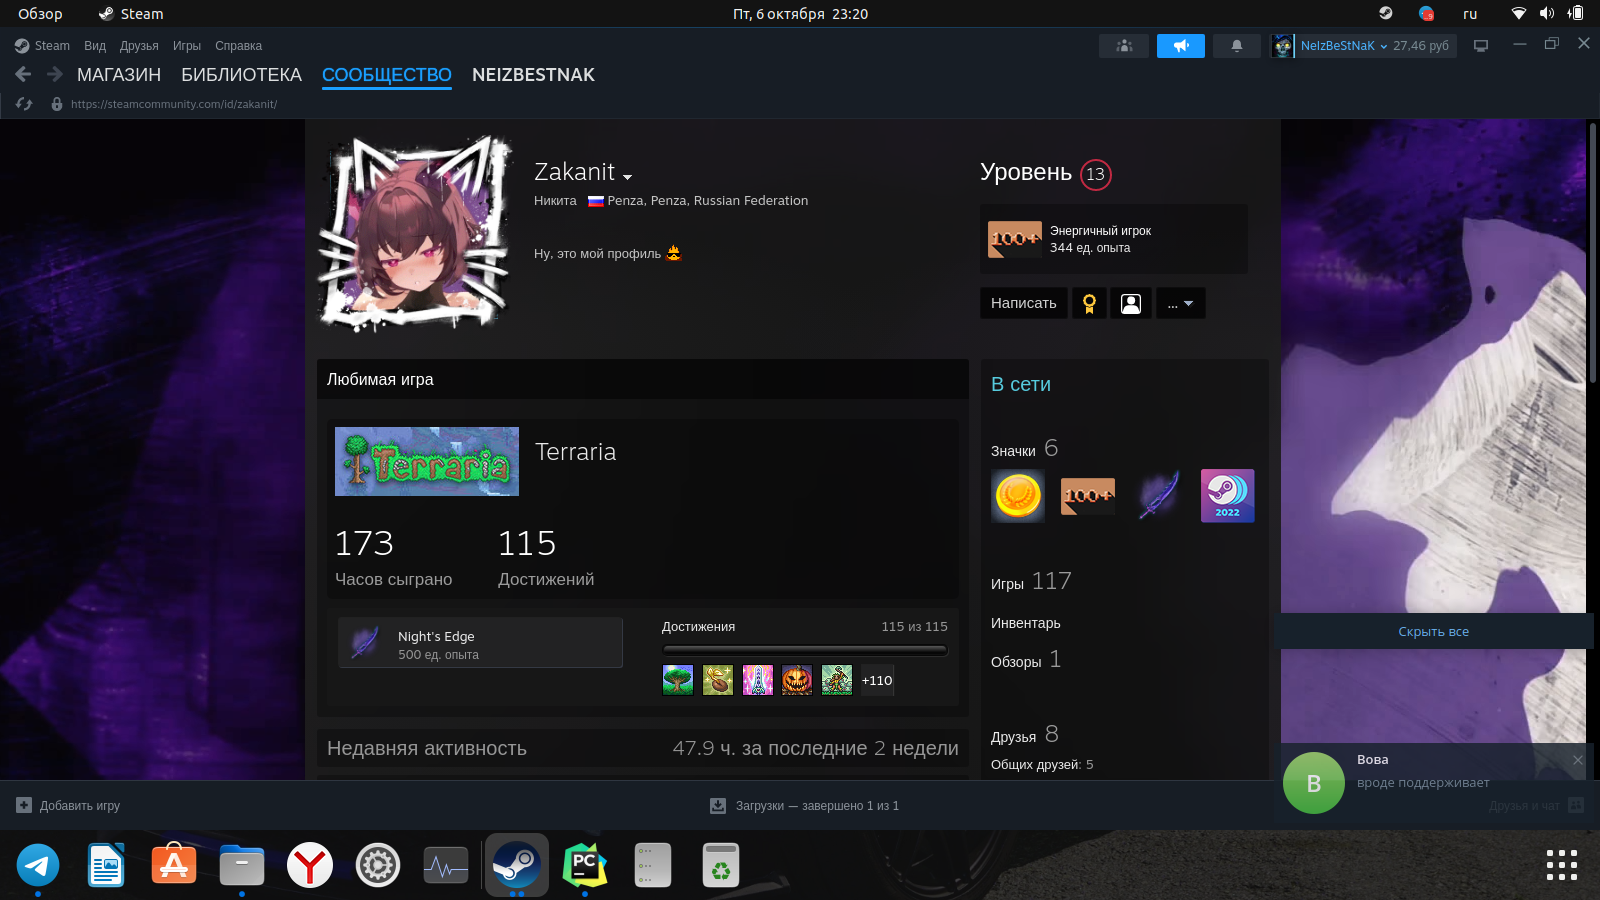 Обзор
Steam
Пт, 6 октября 23:20
ru
Steam Вид Друзья Игры Справка
NeIzBeStNaK 27,46 руб
МАГАЗИН БИБЛИОТЕКА СООБЩЕСТВО NEIZBESTNAK
https://steamcommunity.com/id/zakanit/
Zakanit
Никита Penza, Penza, Russian Federation
Ну, это мой профиль
Уровень 13
100+
Энергичный игрок
344 ед. опыта
Написать
...
Любимая игра
Terraria
Terraria
173
Часов сыграно
115
Достижений
Night's Edge
500 ед. опыта
Достижения 115 из 115
+110
Недавняя активность 47.9 ч. за последние 2 недели
В сети
Значки 6
100+
2022
Игры 117
Инвентарь
Обзоры 1
Друзья 8
Общих друзей: 5
Скрыть все
В
Вова
вроде поддерживает
Добавить игру
Загрузки — завершено 1 из 1
Друзья и чат
PC